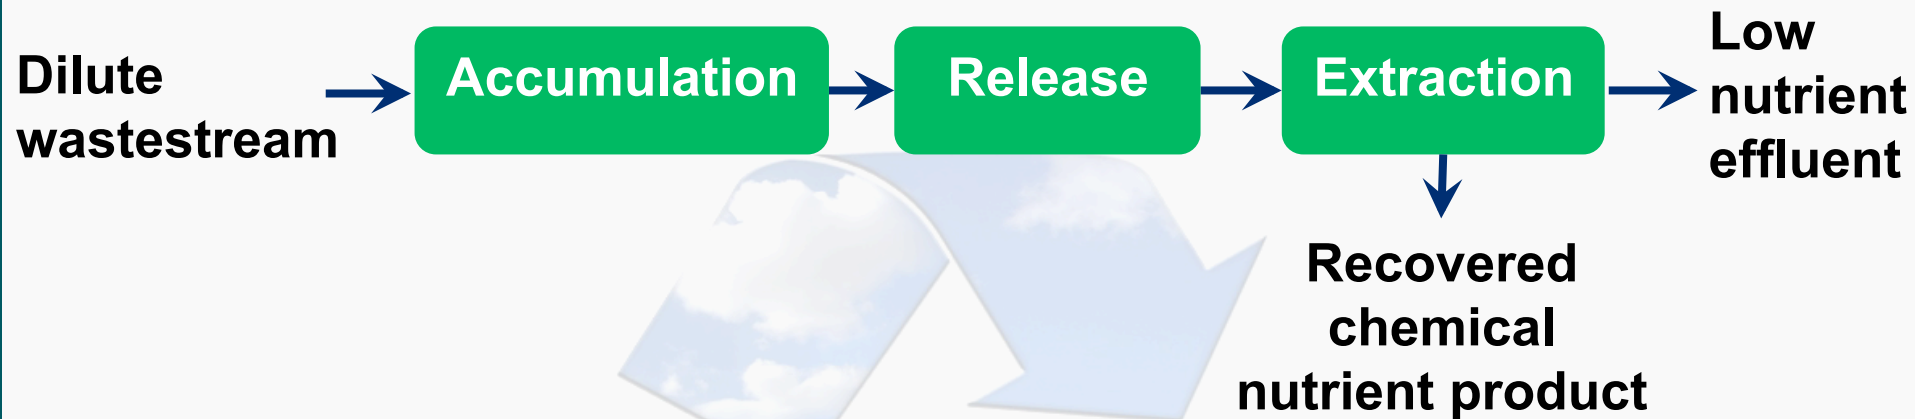 Dilute
wastestream
Accumulation
Release
Extraction
Low
nutrient
effluent
Recovered
chemical
nutrient product